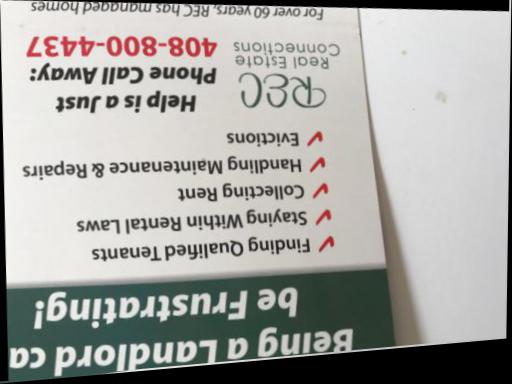 Being a Landlord ca
be Frustrating!
Finding Qualified Tenants
Staying Within Rental Laws
Collecting Rent
Handling Maintenance & Repairs
Evictions
REC
Real Estate
Connections
Help is a Just
Phone Call Away:
408-800-4437
For over 60 years, REC has managed homes